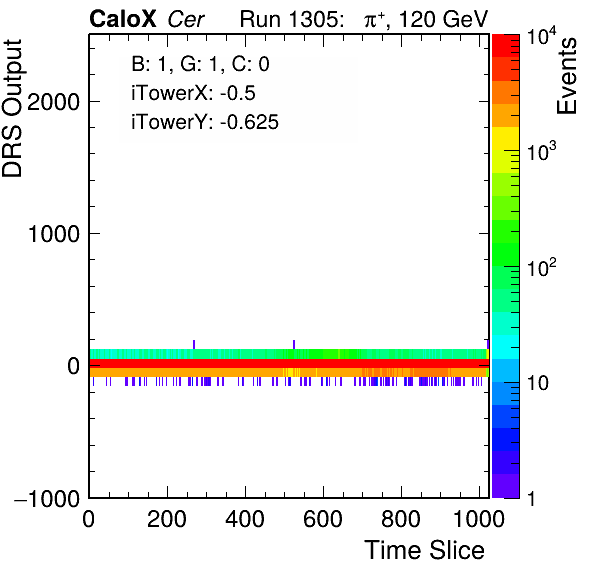 CaloX Cer Run 1305: π⁺, 120 GeV
B: 1, G: 1, C: 0
iTowerX: -0.5
iTowerY: -0.625
DRS Output
2000
1000
0
−1000
0 200 400 600 800 1000
Time Slice
Events
10⁴
10³
10²
10
1